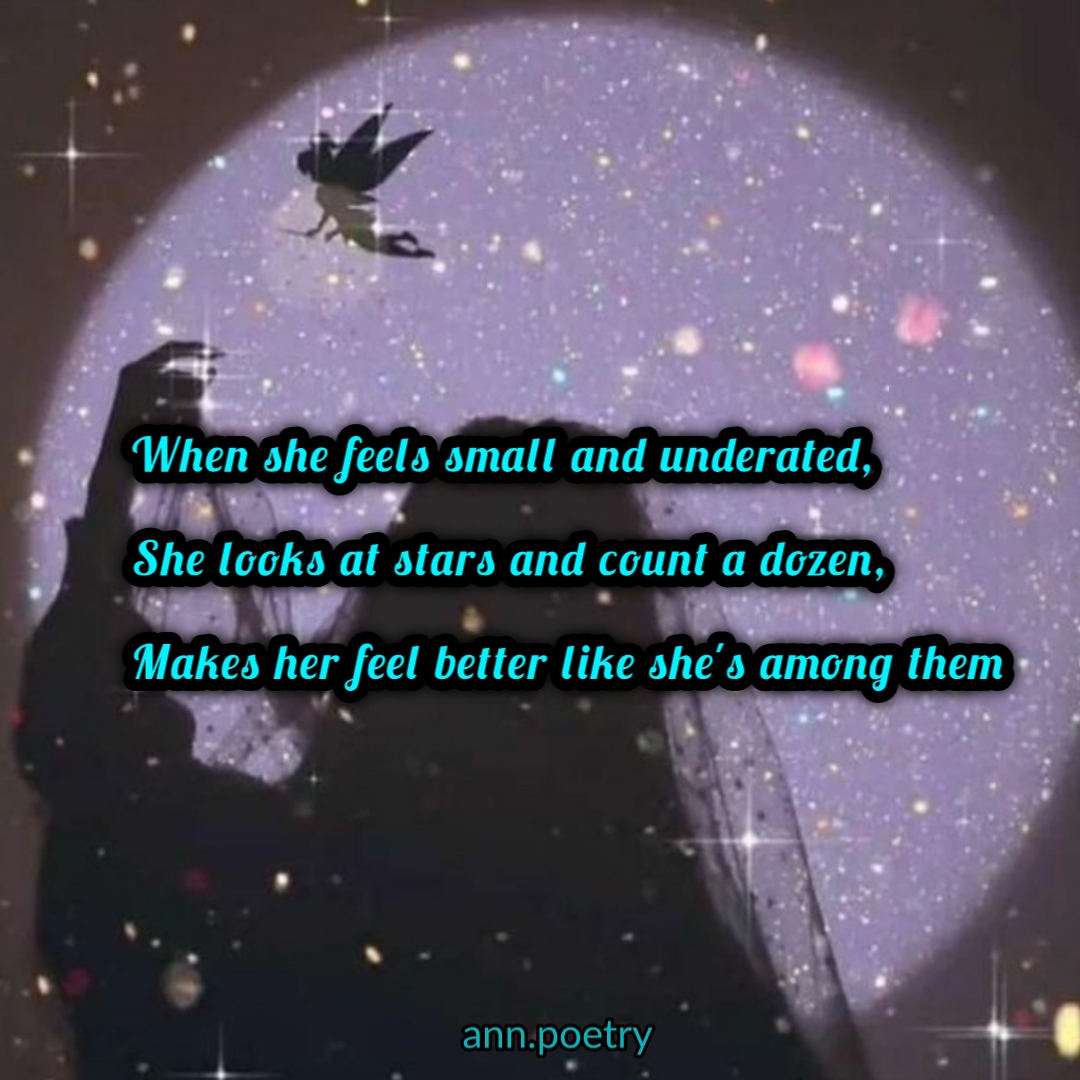 When she feels small and underated,
She looks at stars and count a dozen,
Makes her feel better like she's among them
ann.poetry